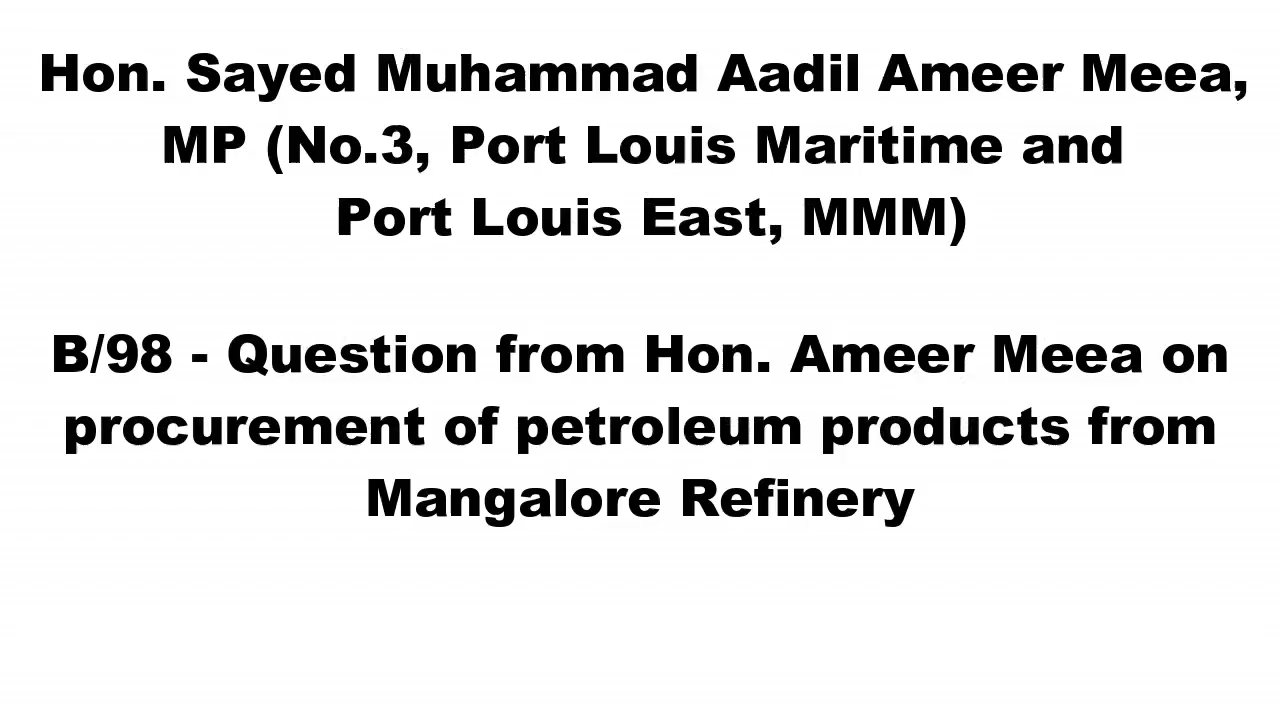 Hon. Sayed Muhammad Aadil Ameer Meea,
MP (No.3, Port Louis Maritime and
Port Louis East, MMM)
B/98 - Question from Hon. Ameer Meea on
procurement of petroleum products from
Mangalore Refinery